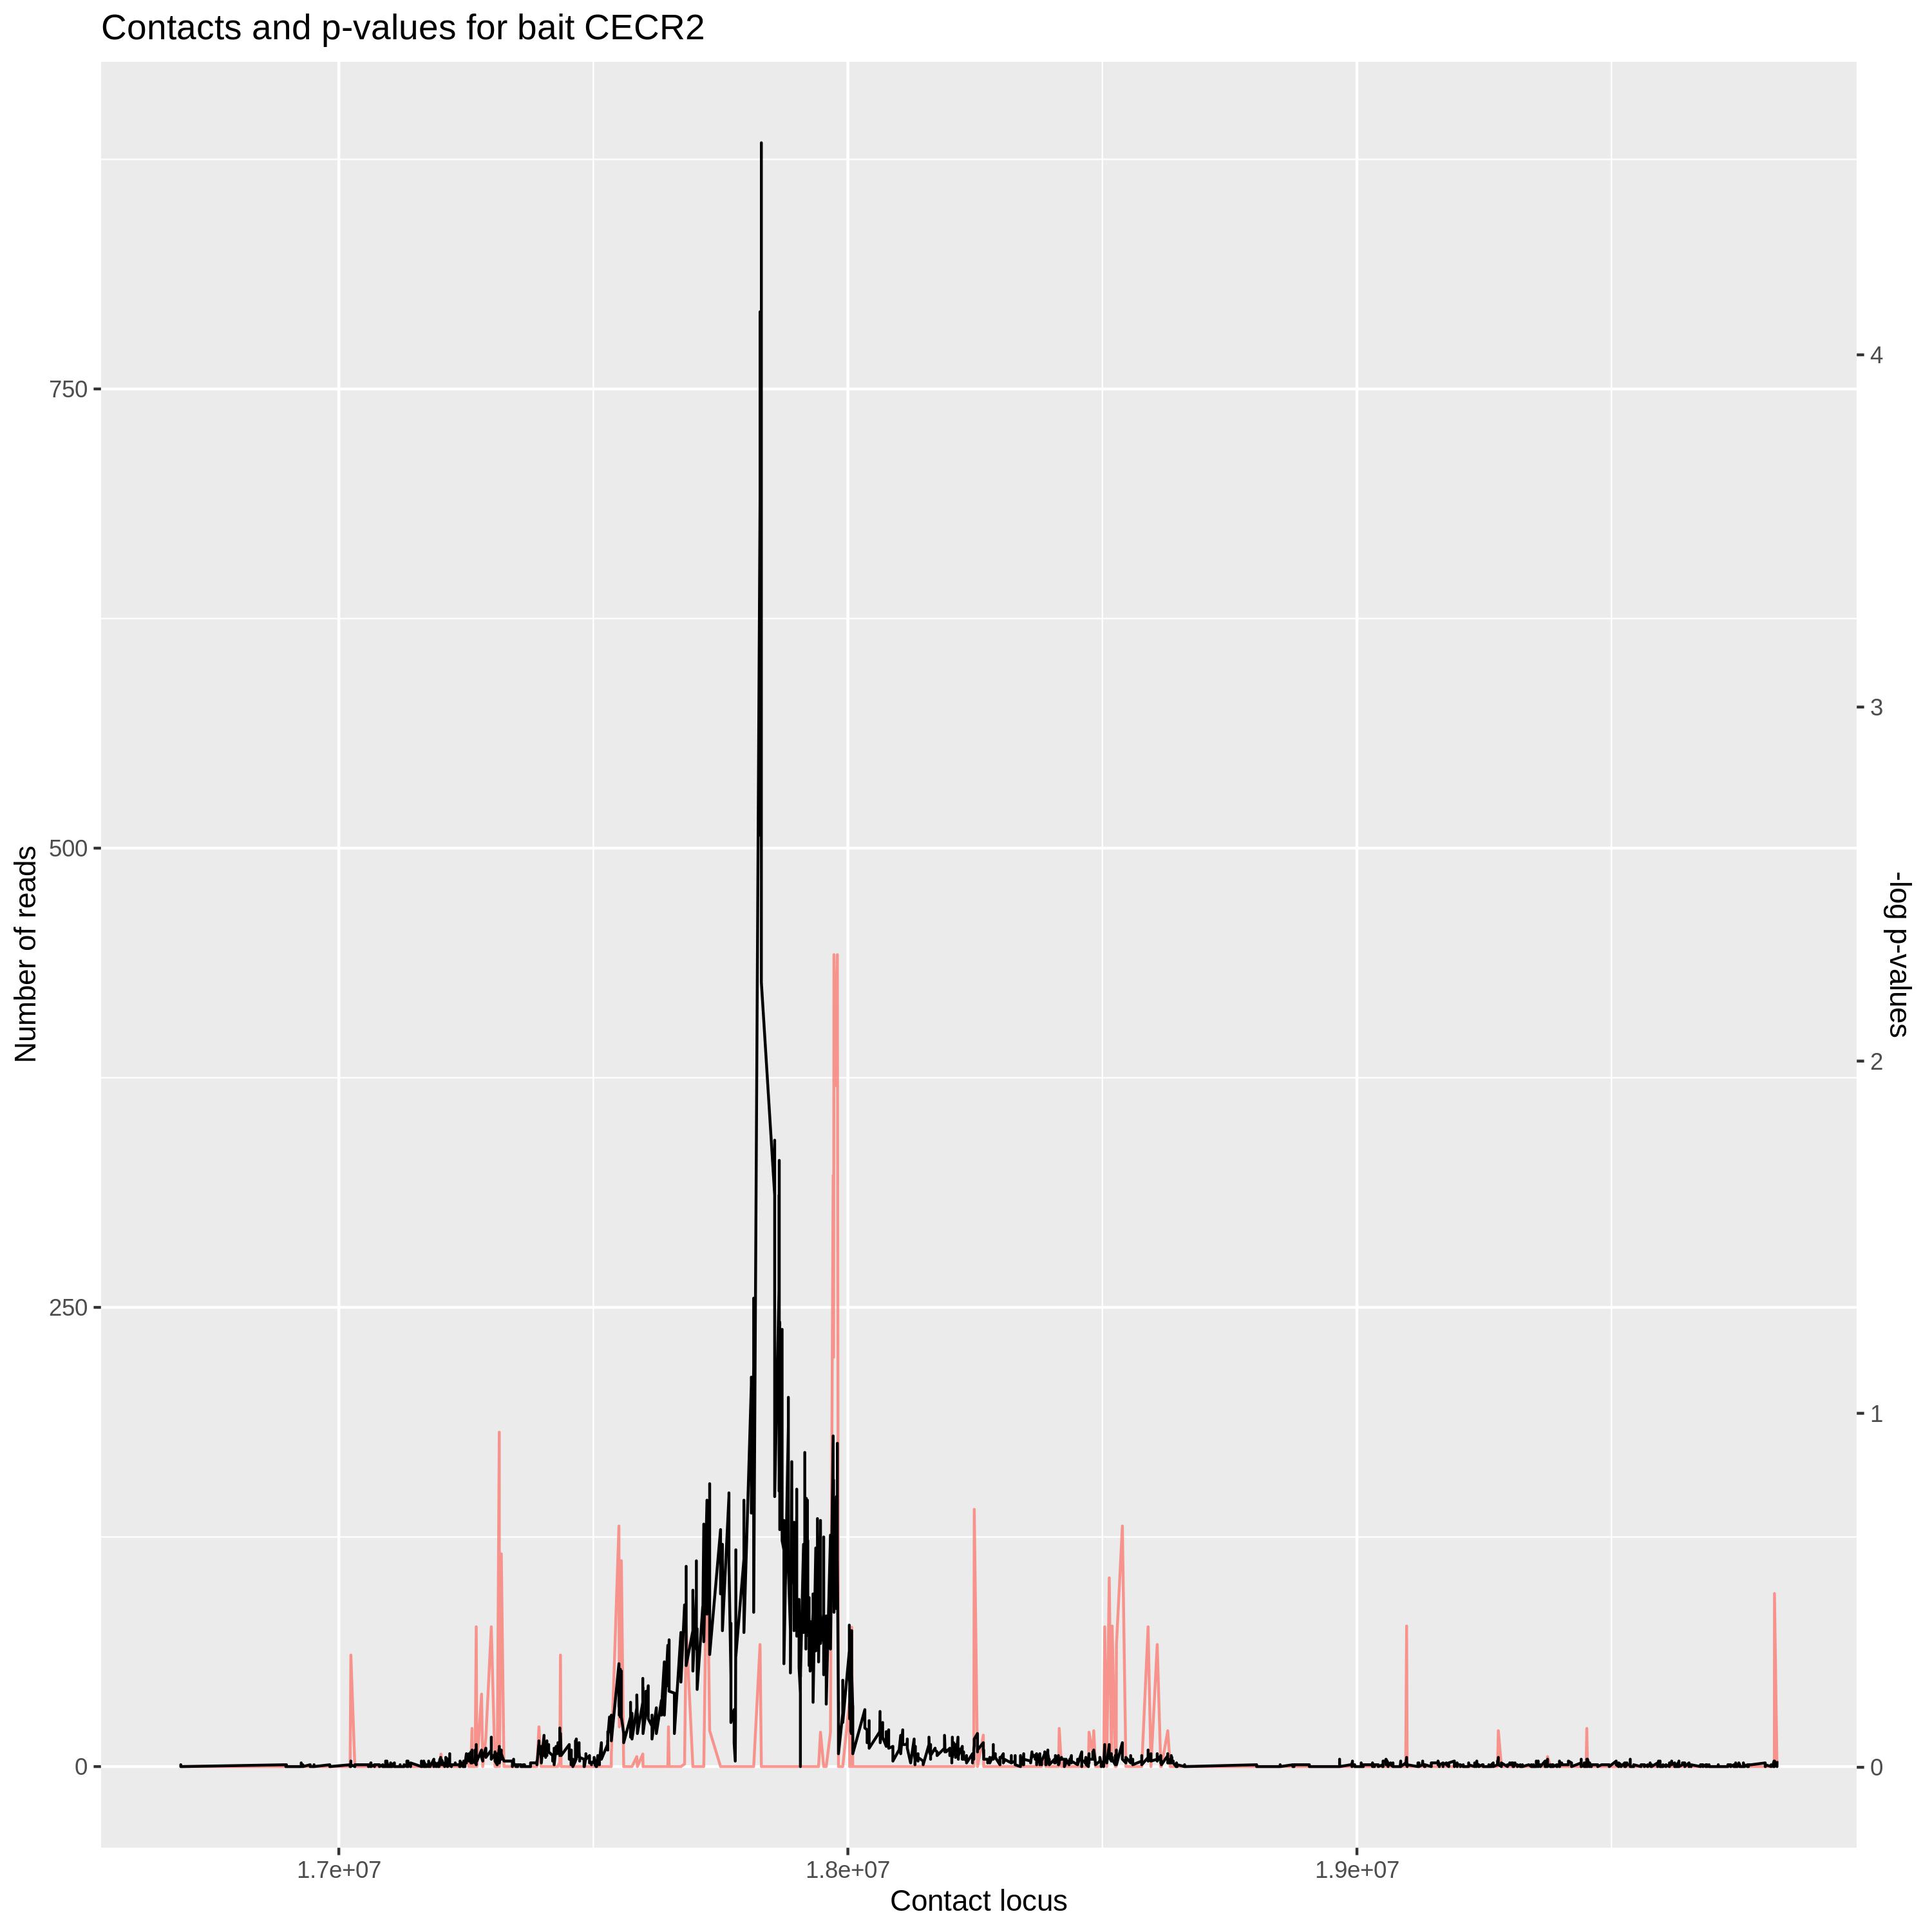 Contacts and p-values for bait CECR2
Number of reads
750
500
250
0
4
3
2
1
0
-log p-values
1.7e+07
1.8e+07
1.9e+07
Contact locus